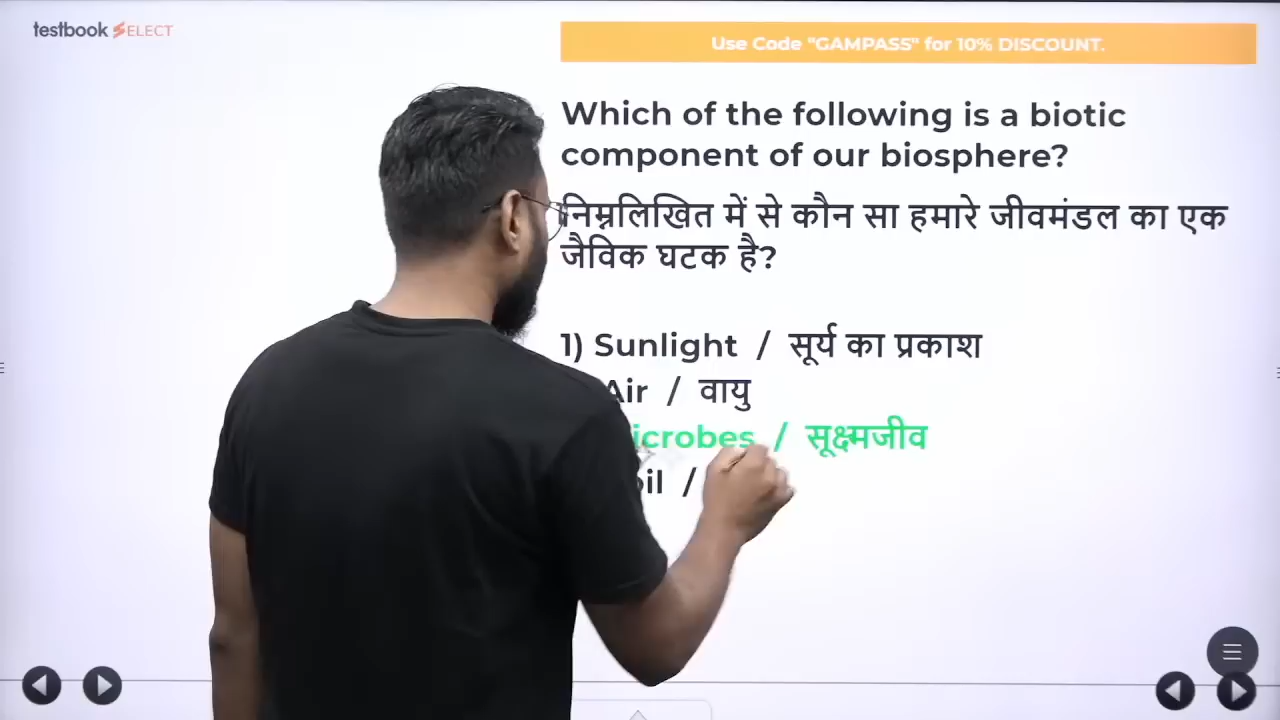 testbook SELECT
Use Code "GAMPASS" for 10% DISCOUNT.
Which of the following is a biotic
component of our biosphere?
निम्नलिखित में से कौन सा हमारे जीवमंडल का एक
जैविक घटक है?
1) Sunlight / सूर्य का प्रकाश
Air / वायु
icrobes / सूक्ष्मजीव
oil /